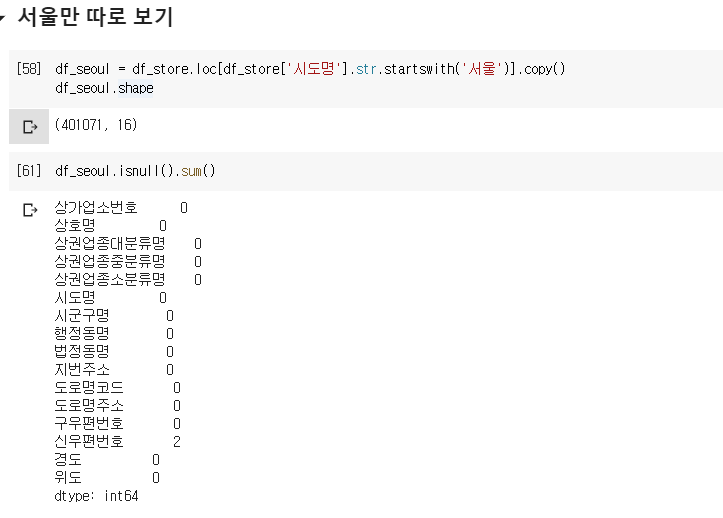 서울만 따로 보기
[58] df_seoul = df_store.loc[df_store['시도명'].str.startswith('서울')].copy()
df_seoul.shape
(401071, 16)
[61] df_seoul.isnull().sum()
상가업소번호 0
상호명 0
상권업종대분류명 0
상권업종중분류명 0
상권업종소분류명 0
시도명 0
시군구명 0
행정동명 0
법정동명 0
지번주소 0
도로명코드 0
도로명주소 0
구우편번호 0
신우편번호 2
경도 0
위도 0
dtype: int64